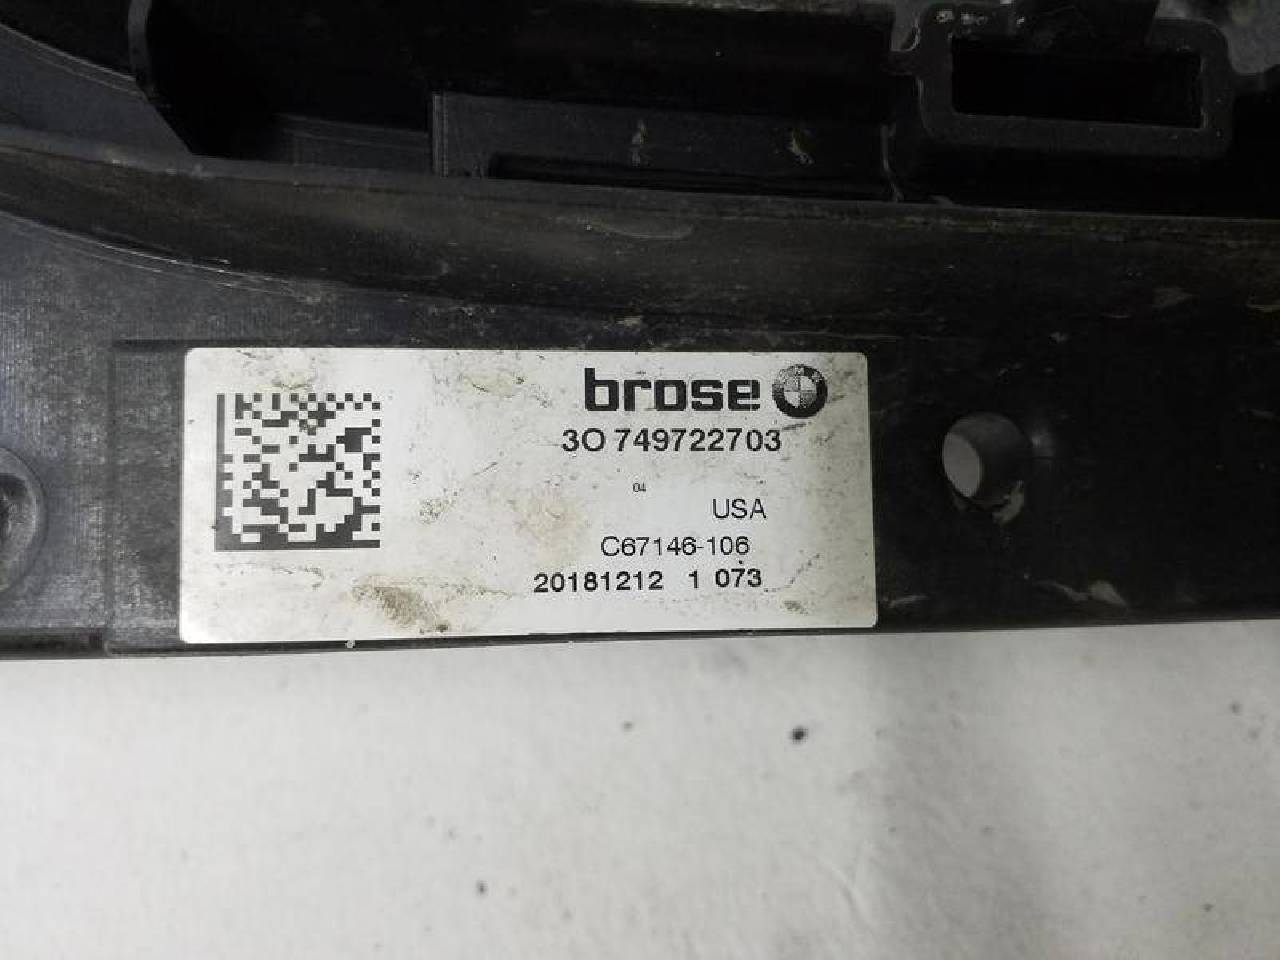 brose
3O 749722703
04
USA
C67146-106
20181212 1 073